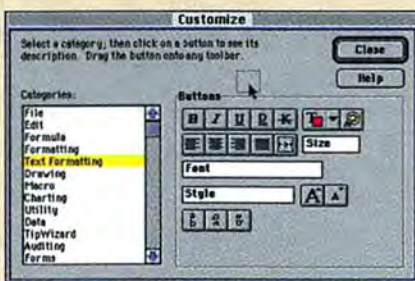 Customize
Select a category; then click on a button to see its
description. Drag the button onto any toolbar.
Close
Help
Categories:
File
Edit
Formula
Formatting
Text Formatting
Drawing
Macro
Charting
Utility
Data
TipWizard
Auditing
Forms
Buttons
B I U D K T
Size
Font
Style
A A